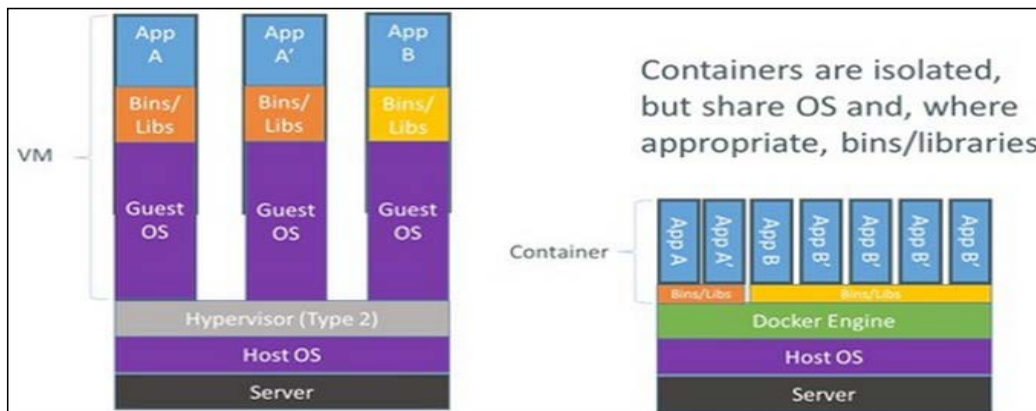 App
A
App
A'
App
B
Bins/
Libs
Bins/
Libs
Bins/
Libs
VM
Guest
OS
Guest
OS
Guest
OS
Hypervisor (Type 2)
Host OS
Server
Containers are isolated,
but share OS and, where
appropriate, bins/libraries
Container
App A
App A'
App B
App B'
App B'
App B'
App B'
Bins/Libs
Bins/Libs
Docker Engine
Host OS
Server